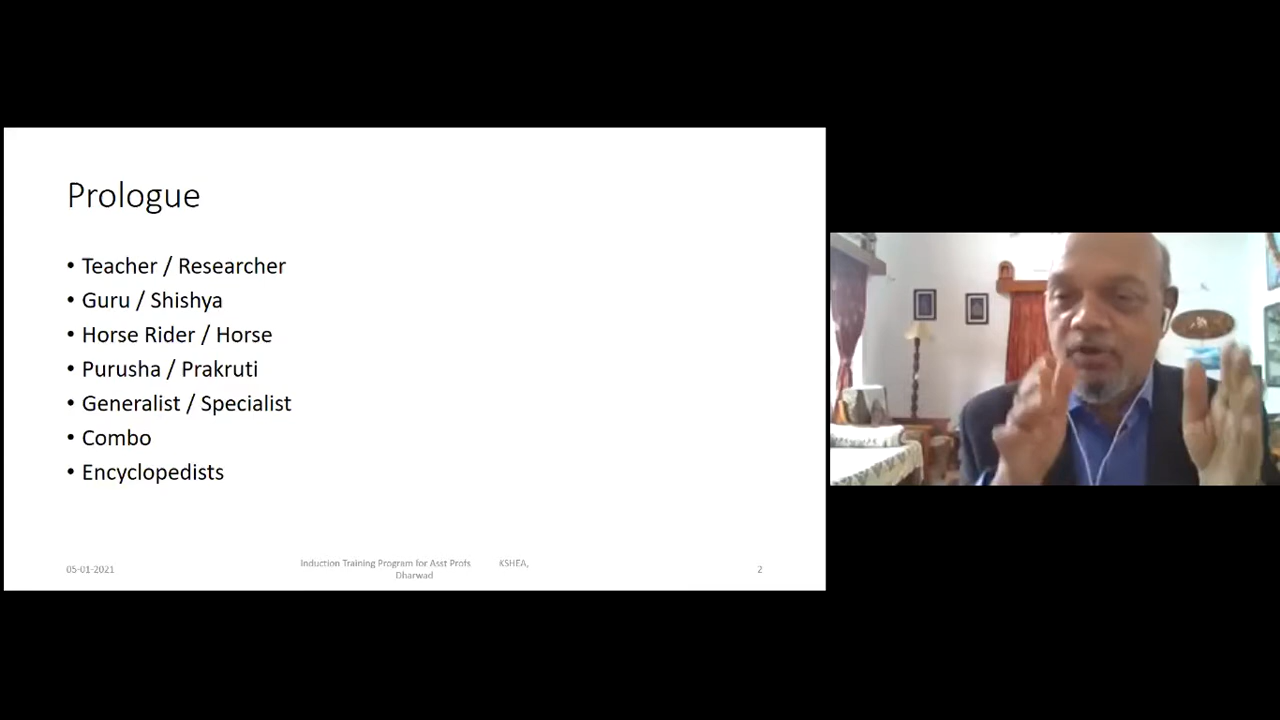 Prologue
• Teacher / Researcher
• Guru / Shishya
• Horse Rider / Horse
• Purusha / Prakruti
• Generalist / Specialist
• Combo
• Encyclopedists
05-01-2021
Induction Training Program for Asst Profs KSHEA,
Dharwad
2